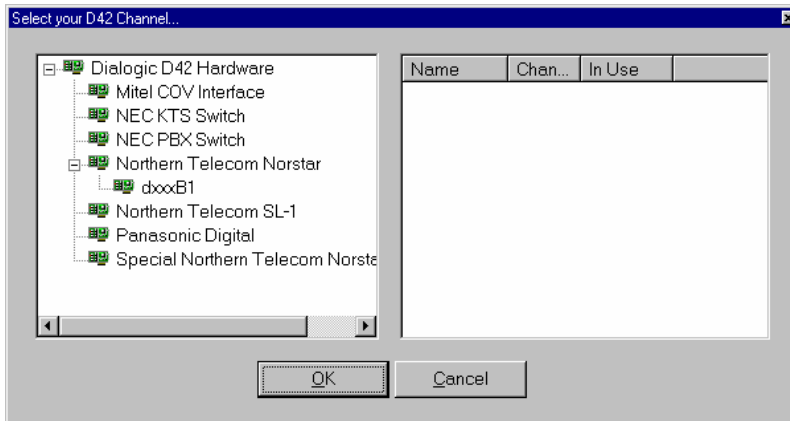 Select your D42 Channel...
Dialogic D42 Hardware
Mitel COV Interface
NEC KTS Switch
NEC PBX Switch
Northern Telecom Norstar
dxxxB1
Northern Telecom SL-1
Panasonic Digital
Special Northern Telecom Norsta
Name Chan... In Use
OK Cancel